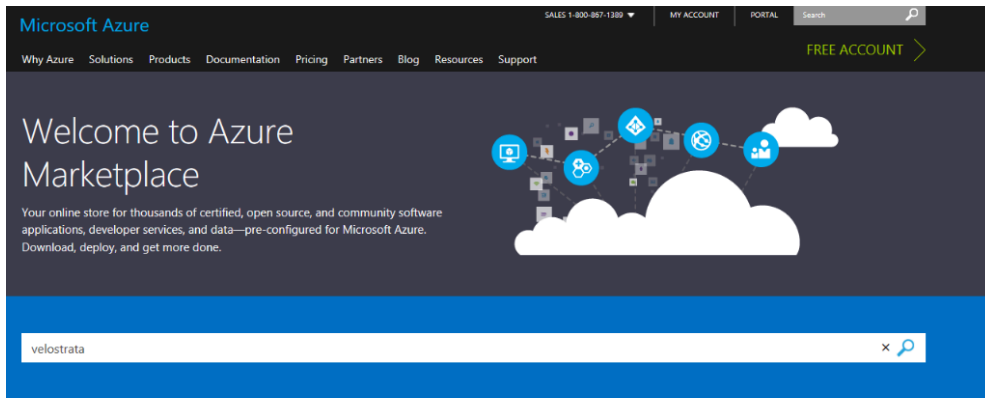 SALES 1-800-867-1389 MY ACCOUNT PORTAL Search
Microsoft Azure
FREE ACCOUNT
Why Azure Solutions Products Documentation Pricing Partners Blog Resources Support
Welcome to Azure
Marketplace
Your online store for thousands of certified, open source, and community software
applications, developer services, and data—pre-configured for Microsoft Azure.
Download, deploy, and get more done.
velostrata